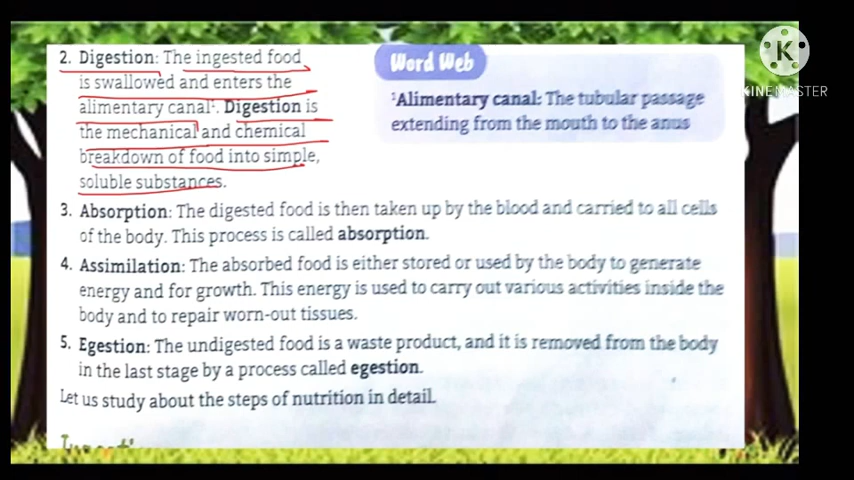 2. Digestion: The ingested food
is swallowed and enters the
alimentary canal¹. Digestion is
the mechanical and chemical
breakdown of food into simple,
soluble substances.
Word Web
¹Alimentary canal: The tubular passage
extending from the mouth to the anus
3. Absorption: The digested food is then taken up by the blood and carried to all cells
of the body. This process is called absorption.
4. Assimilation: The absorbed food is either stored or used by the body to generate
energy and for growth. This energy is used to carry out various activities inside the
body and to repair worn-out tissues.
5. Egestion: The undigested food is a waste product, and it is removed from the body
in the last stage by a process called egestion.
Let us study about the steps of nutrition in detail.
K
KINEMASTER